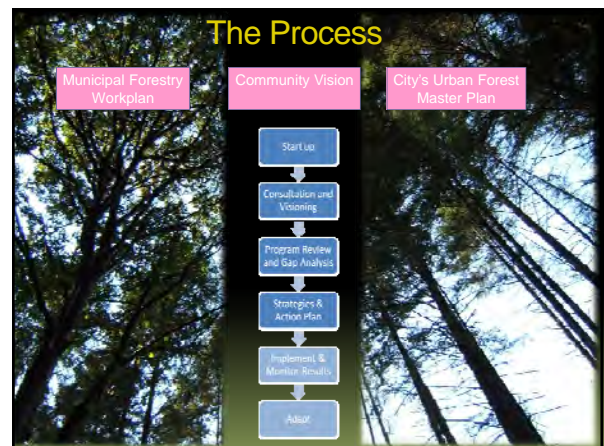 The Process
Municipal Forestry
Workplan
Community Vision
City's Urban Forest
Master Plan
Start up
Consultation and
Visioning
Program Review
and Gap Analysis
Strategies &
Action Plan
Implement &
Monitor Results
Adapt